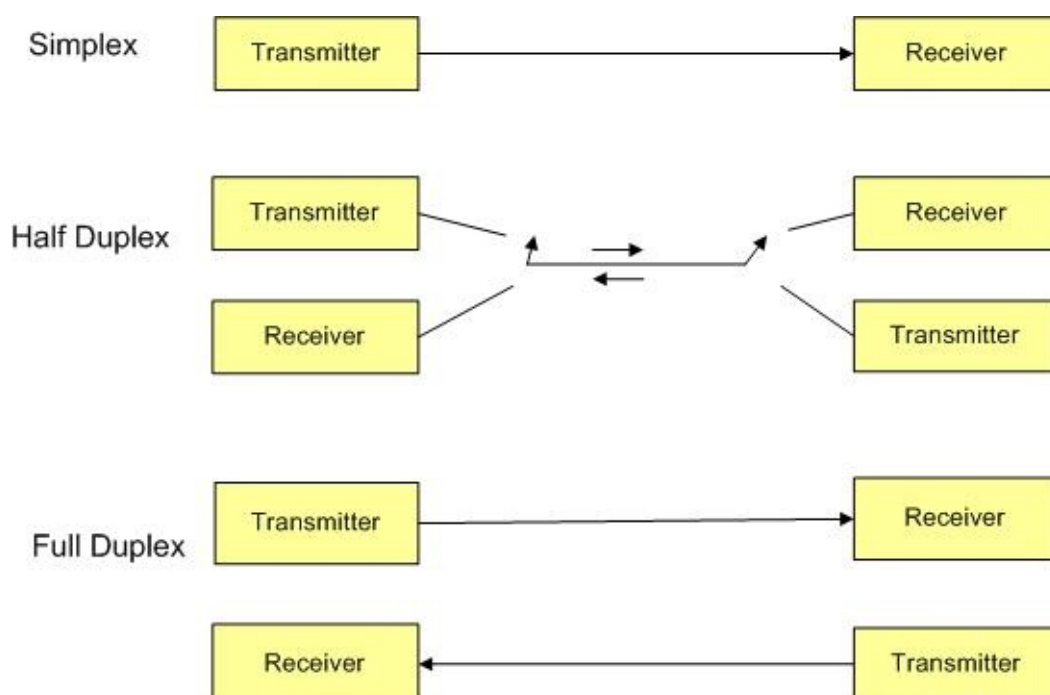 Simplex
Transmitter
Receiver
Half Duplex
Transmitter
Receiver
Receiver
Transmitter
Full Duplex
Transmitter
Receiver
Receiver
Transmitter